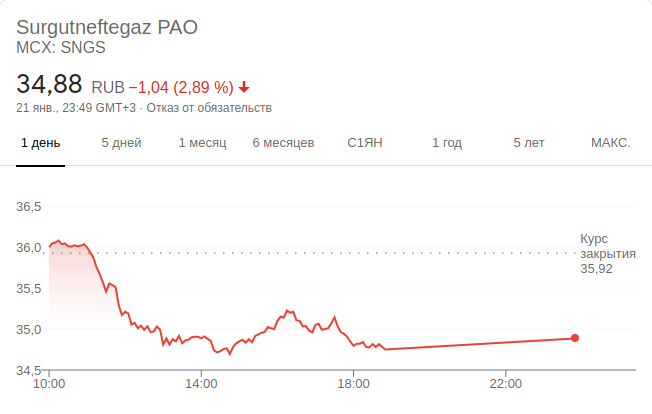 Surgutneftegaz PAO
MCX: SNGS
34,88 RUB −1,04 (2,89 %)
21 янв., 23:49 GMT+3 · Отказ от обязательств
1 день 5 дней 1 месяц 6 месяцев С1ЯН 1 год 5 лет МАКС.
36,5
Курс
36,0 закрытия
35,92
35,5
35,0
34,5
10:00 14:00 18:00 22:00